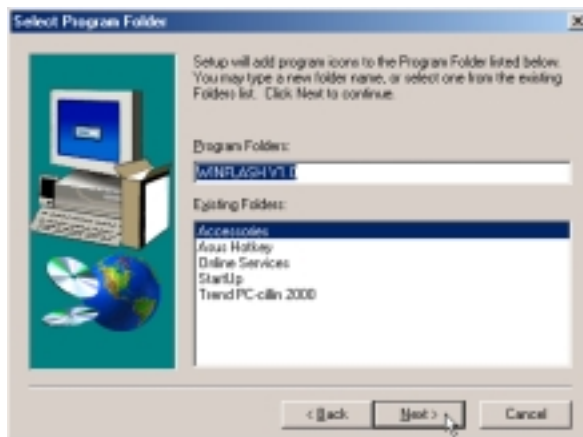 Select Program Folder
Setup will add program icons to the Program Folder listed below.
You may type a new folder name, or select one from the existing
Folders list. Click Next to continue.
Program Folders:
WINFLASH V1.0
Existing Folders:
Accessories
Asus Hotkey
Online Services
StartUp
Trend PC-cillin 2000
< Back
Next >
Cancel